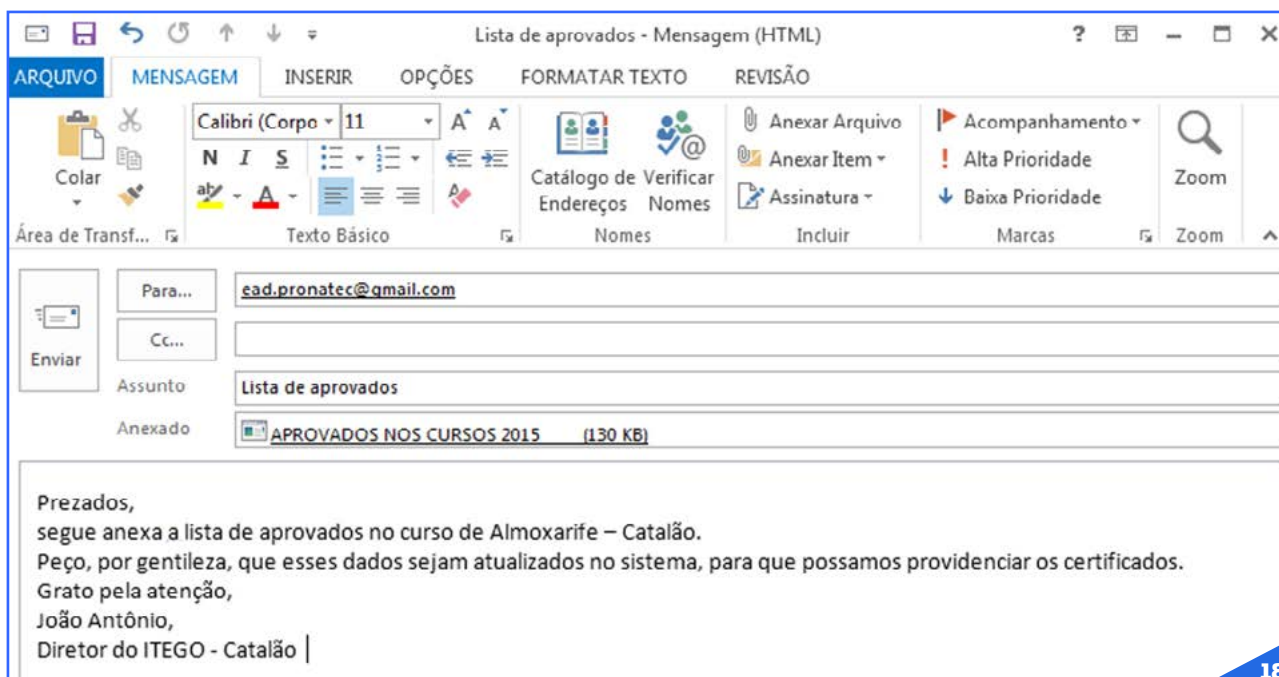 Lista de aprovados - Mensagem (HTML) ?
ARQUIVO MENSAGEM INSERIR OPÇÕES FORMATAR TEXTO REVISÃO
Colar
Calibri (Corpo 11 A A
N I S
aby A
Catálogo de Endereços
Verificar Nomes
Anexar Arquivo
Anexar Item
Assinatura
Acompanhamento
Alta Prioridade
Baixa Prioridade
Zoom
Área de Transf... Texto Básico Nomes Incluir Marcas Zoom
Enviar
Para... ead.pronatec@gmail.com
Cc...
Assunto Lista de aprovados
Anexado APROVADOS NOS CURSOS 2015 (130 KB)
Prezados,
segue anexa a lista de aprovados no curso de Almoxarife – Catalão.
Peço, por gentileza, que esses dados sejam atualizados no sistema, para que possamos providenciar os certificados.
Grato pela atenção,
João Antônio,
Diretor do ITEGO - Catalão